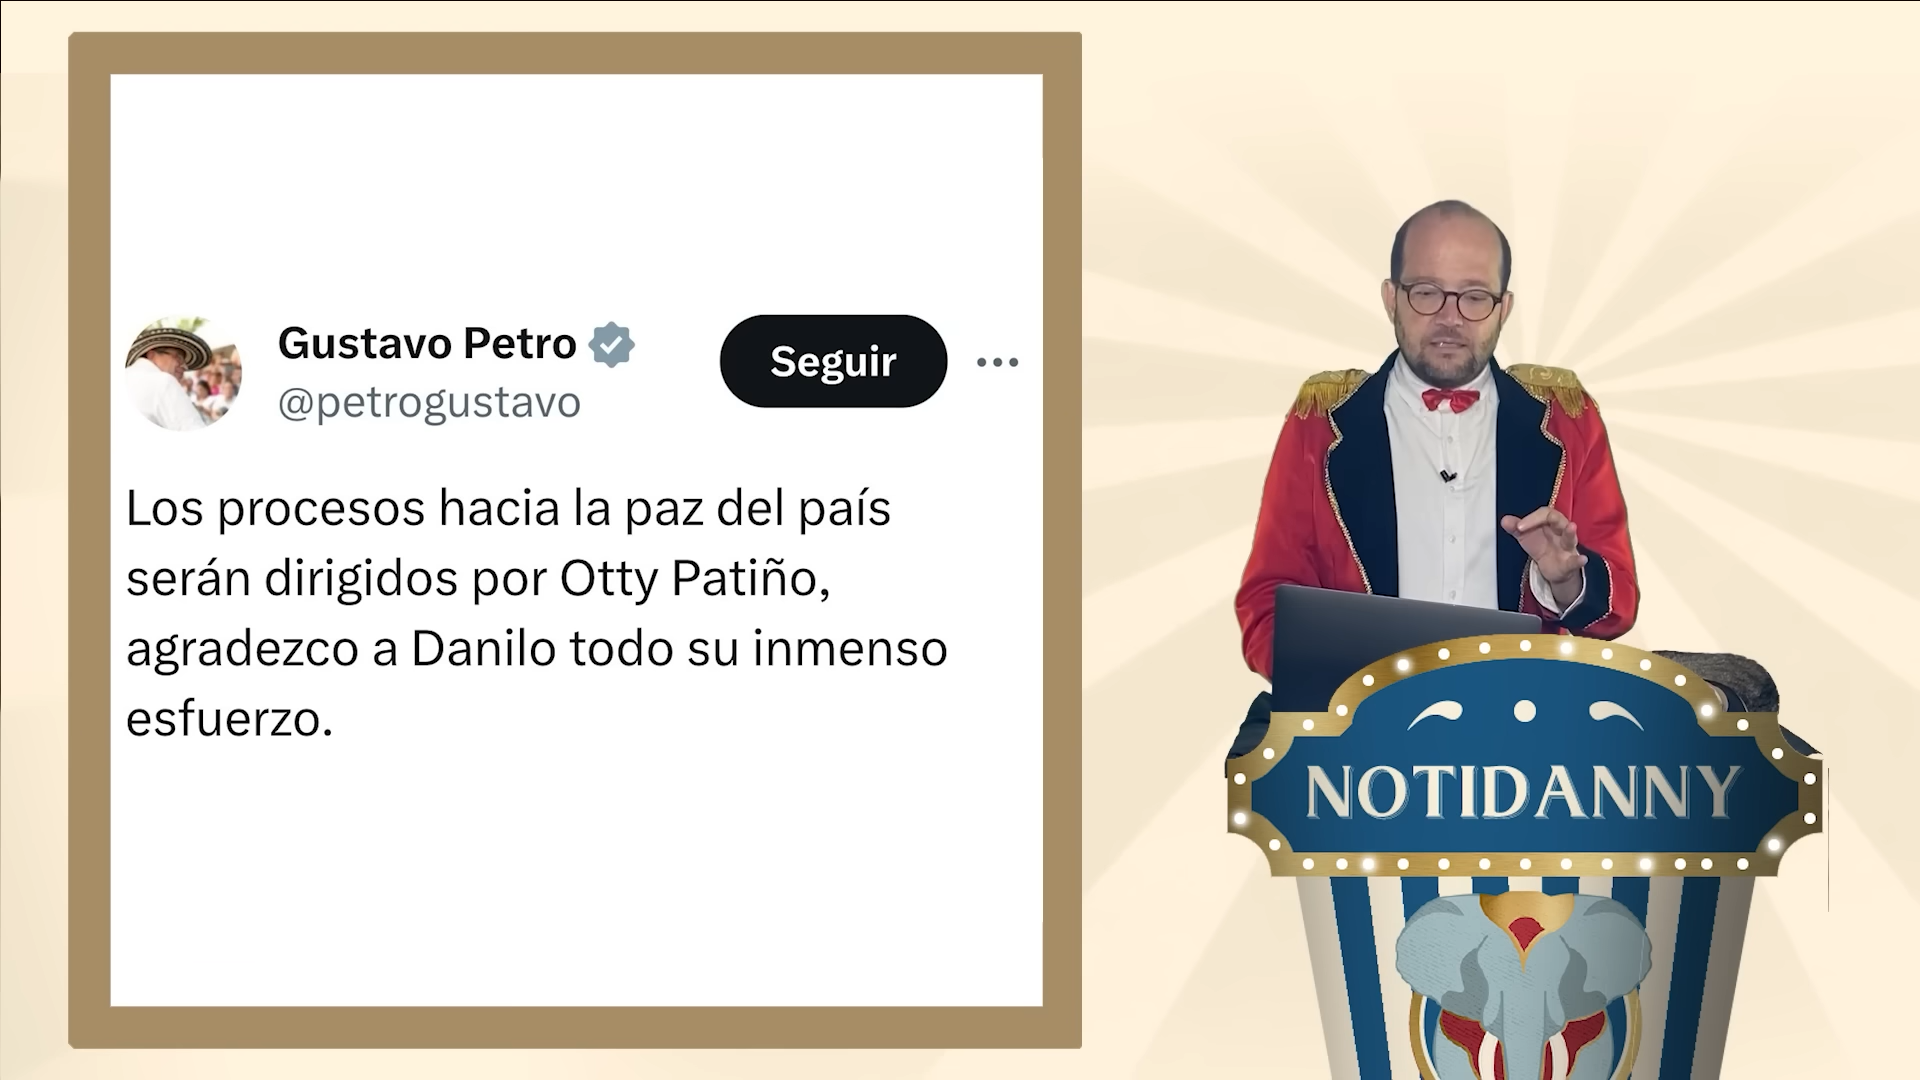 Gustavo Petro
@petrogustavo
Seguir
Los procesos hacia la paz del país
serán dirigidos por Otty Patiño,
agradezco a Danilo todo su inmenso
esfuerzo.
NOTIDANNY